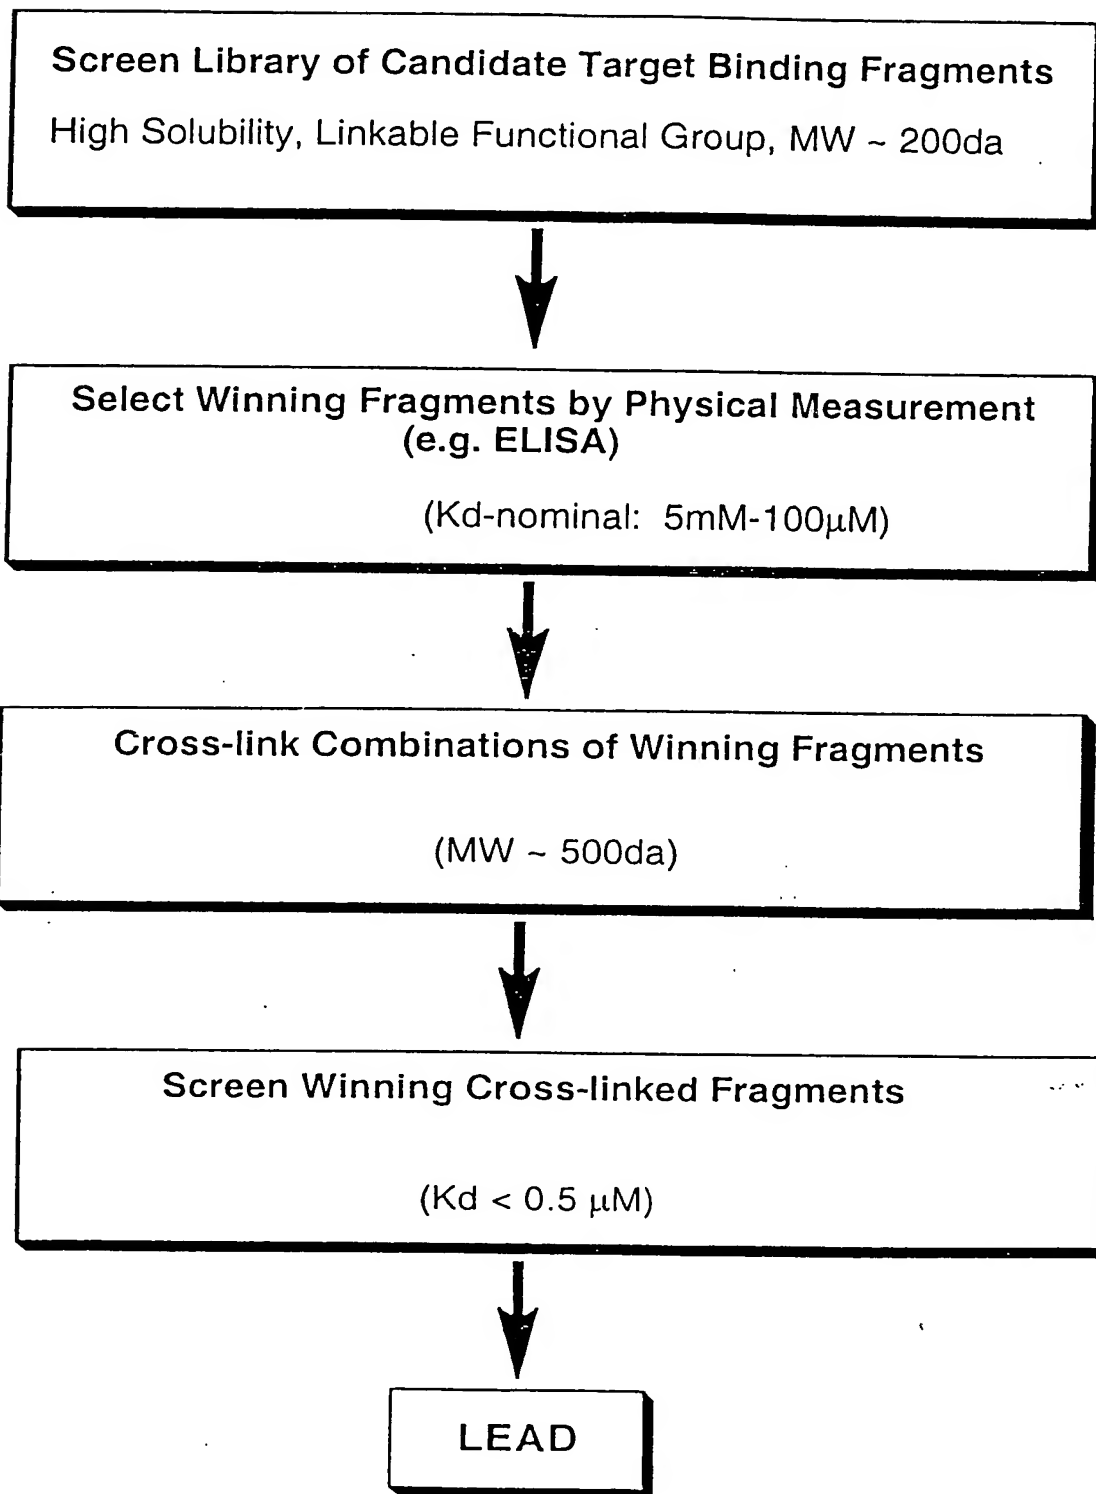 Screen Library of Candidate Target Binding Fragments
High Solubility, Linkable Functional Group, MW ~ 200da
Select Winning Fragments by Physical Measurement
(e.g. ELISA)
(Kd-nominal: 5mM-100µM)
Cross-link Combinations of Winning Fragments
(MW ~ 500da)
Screen Winning Cross-linked Fragments
(Kd < 0.5 µM)
LEAD